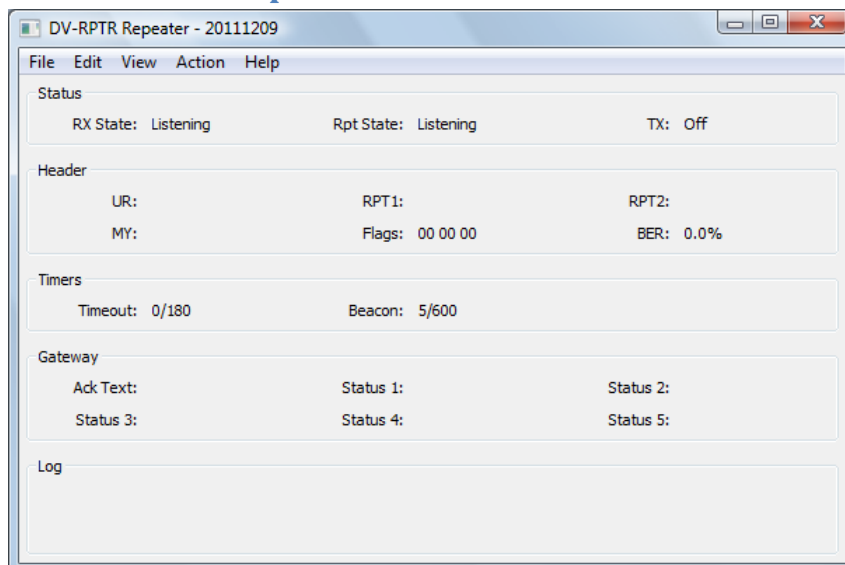 DV-RPTR Repeater - 20111209
File Edit View Action Help
Status
RX State: Listening Rpt State: Listening TX: Off
Header
UR: RPT1: RPT2:
MY: Flags: 00 00 00 BER: 0.0%
Timers
Timeout: 0/180 Beacon: 5/600
Gateway
Ack Text: Status 1: Status 2:
Status 3: Status 4: Status 5:
Log